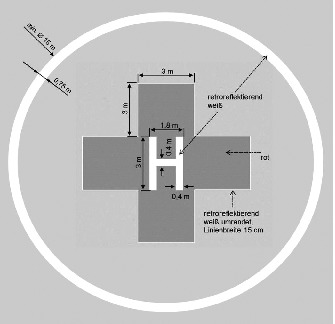 min. Ø 15 m
0,75 m
3 m
retroreflektierend
weiß
3 m
1.8 m
0.4 m
3 m
rot
0,4 m
retroreflektierend
weiß umrandet,
Linienbreite 15 cm
H